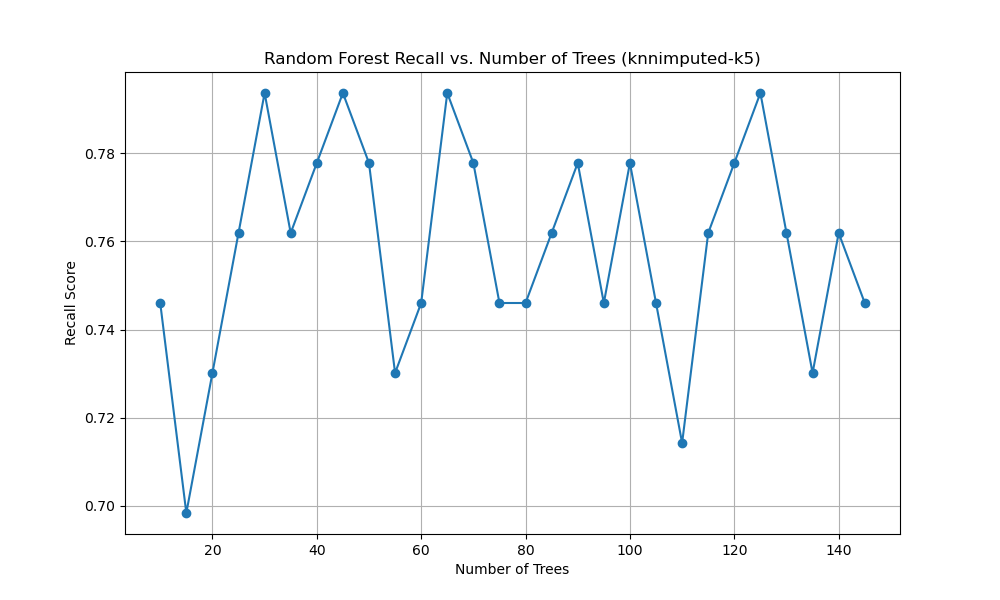 Random Forest Recall vs. Number of Trees (knnimputed-k5)
Recall Score
0.78
0.76
0.74
0.72
0.70
20 40 60 80 100 120 140
Number of Trees